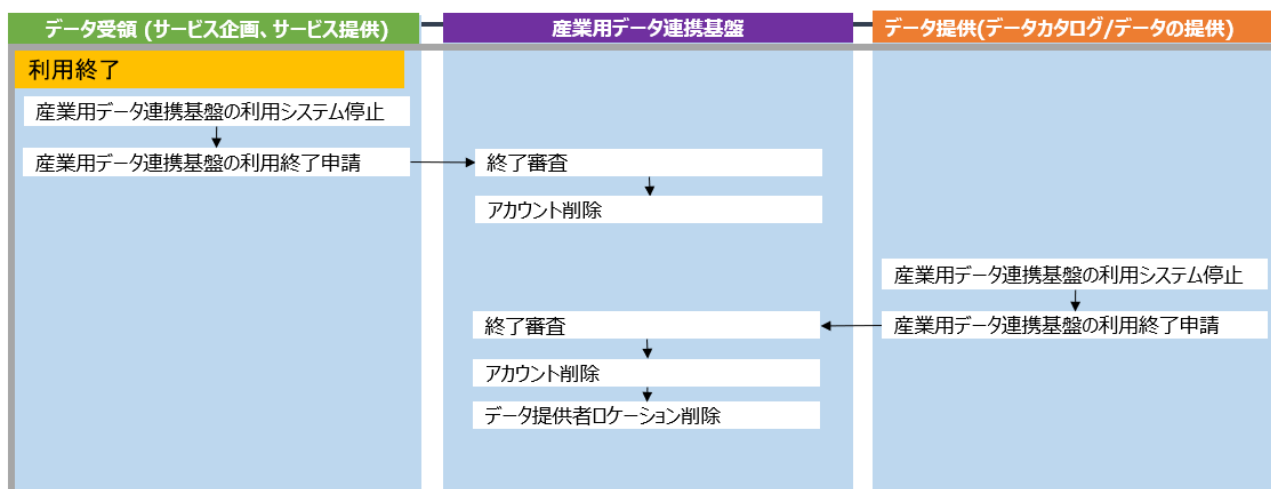 データ受領 (サービス企画、サービス提供)
産業用データ連携基盤
データ提供(データカタログ/データの提供)
利用終了
産業用データ連携基盤の利用システム停止
産業用データ連携基盤の利用終了申請
終了審査
アカウント削除
産業用データ連携基盤の利用システム停止
産業用データ連携基盤の利用終了申請
終了審査
アカウント削除
データ提供者ロケーション削除